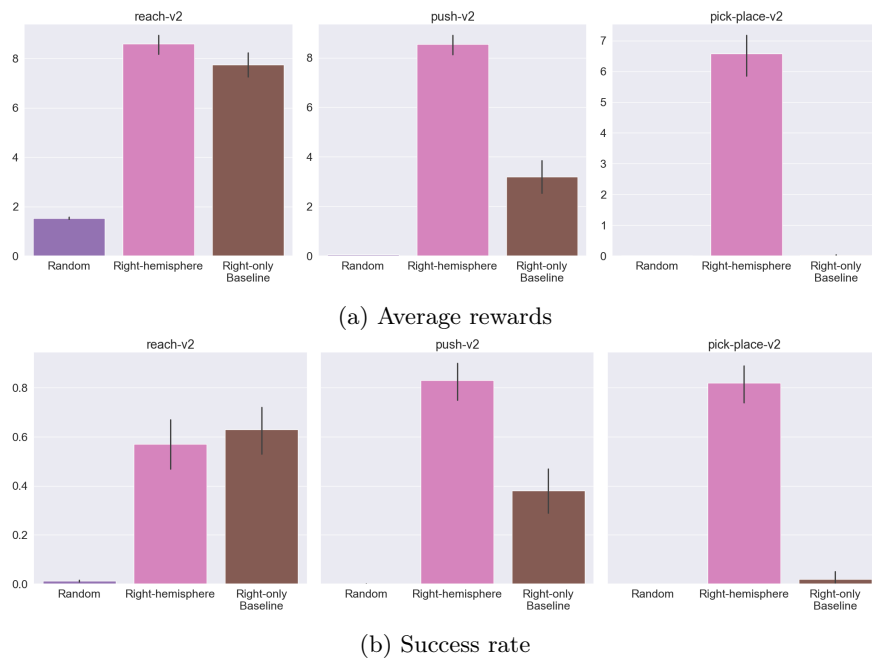 reach-v2 push-v2 pick-place-v2
8 8 7
6 6 6
4 4 5
2 2 4
0 0 3
2
1
0
Random Right-hemisphere Right-only Baseline Random Right-hemisphere Right-only Baseline Random Right-hemisphere Right-only Baseline
(a) Average rewards
reach-v2 push-v2 pick-place-v2
0.8
0.6
0.4
0.2
0.0
Random Right-hemisphere Right-only Baseline Random Right-hemisphere Right-only Baseline Random Right-hemisphere Right-only Baseline
(b) Success rate